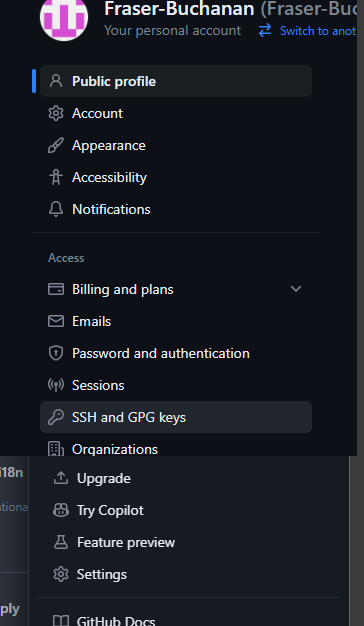 Fraser-Buchanan (Fraser-Buc
Your personal account Switch to anot
Public profile
Account
Appearance
Accessibility
Notifications
Access
Billing and plans
Emails
Password and authentication
Sessions
SSH and GPG keys
Organizations
i18n
Upgrade
ationa
Try Copilot
Feature preview
Settings
ply
GitHub Docs